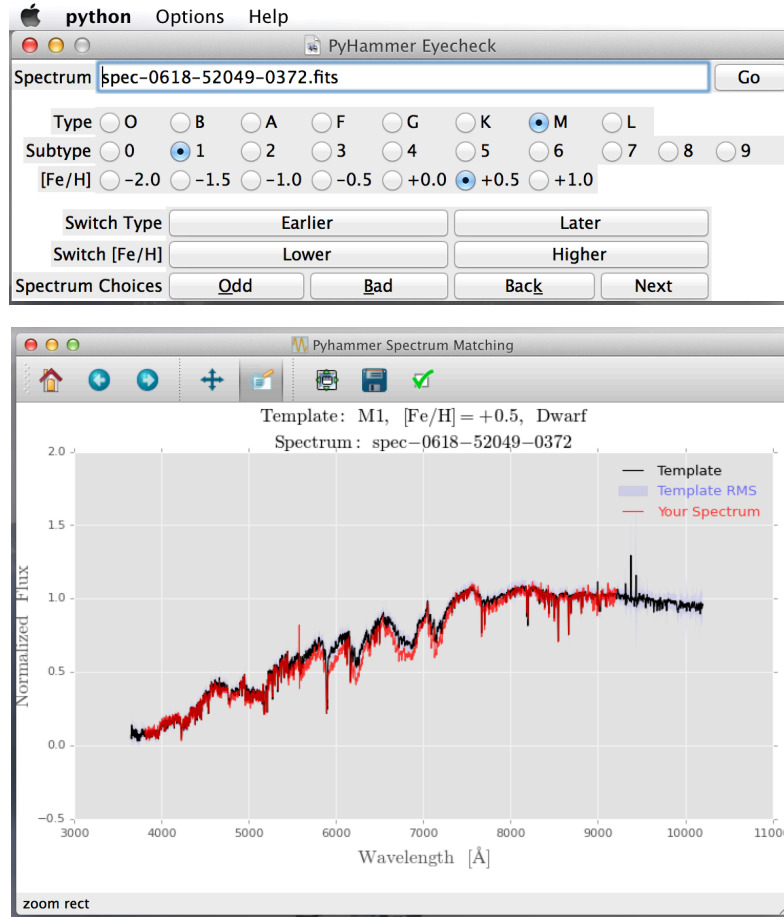 python Options Help
PyHammer Eyecheck
Spectrum spec-0618-52049-0372.fits Go
Type O B A F G K M L
Subtype 0 1 2 3 4 5 6 7 8 9
[Fe/H] -2.0 -1.5 -1.0 -0.5 +0.0 +0.5 +1.0
Switch Type Earlier Later
Switch [Fe/H] Lower Higher
Spectrum Choices Odd Bad Back Next
Pyhammer Spectrum Matching
Template: M1, [Fe/H]=+0.5, Dwarf
Spectrum: spec−0618−52049−0372
Template
Template RMS
Your Spectrum
2.0
1.5
1.0
0.5
0.0
−0.5
Normalized Flux
3000 4000 5000 6000 7000 8000 9000 10000 11000
Wavelength [Å]
zoom rect